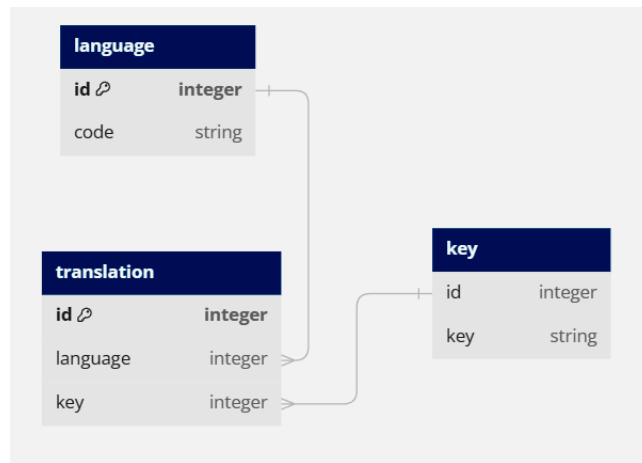 language
id integer
code string
translation
id integer
language integer
key integer
key
id integer
key string